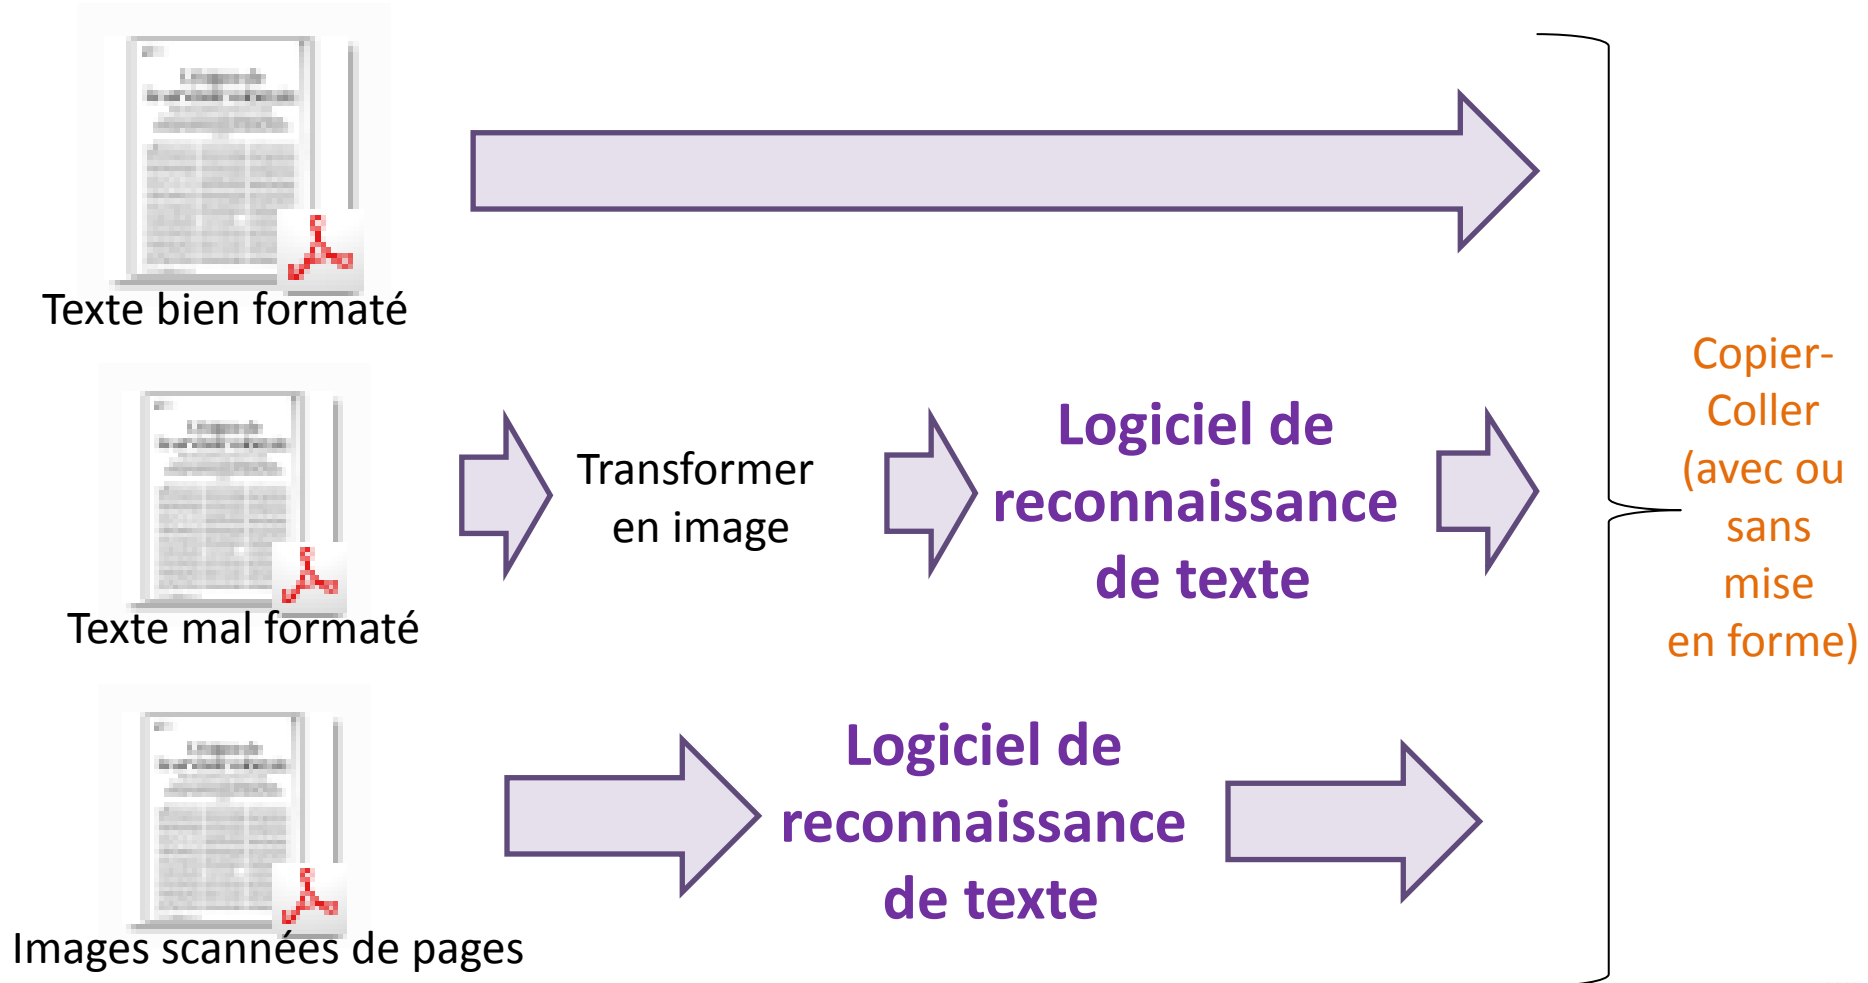 Texte bien formaté
Transformer
en image
Logiciel de
reconnaissance
de texte
Texte mal formaté
Logiciel de
reconnaissance
de texte
Images scannées de pages
Copier-
Coller
(avec ou
sans
mise
en forme)